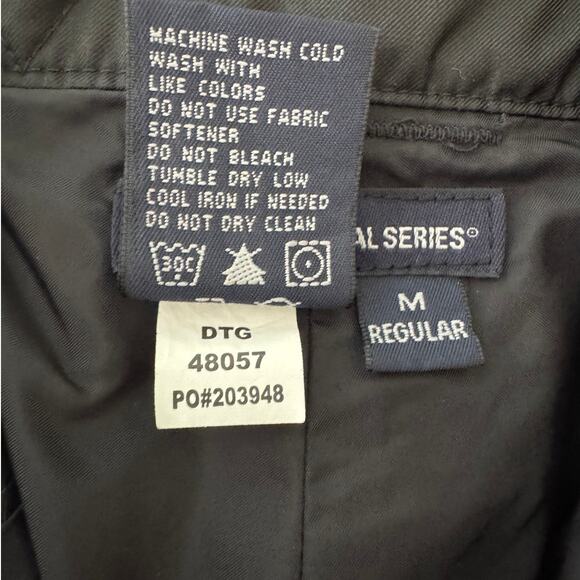 MACHINE WASH COLD
WASH WITH
LIKE COLORS
DO NOT USE FABRIC
SOFTENER
DO NOT BLEACH
TUMBLE DRY LOW
COOL IRON IF NEEDED
DO NOT DRY CLEAN
30C
AL SERIES®
M
REGULAR
DTG
48057
PO#203948